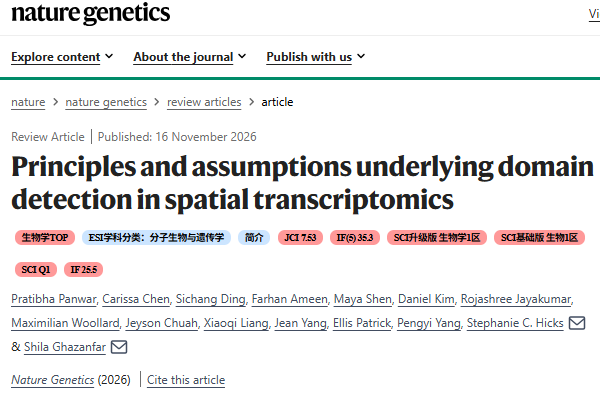 nature genetics
Vi
Explore content
About the journal
Publish with us
nature > nature genetics > review articles > article
Review Article | Published: 16 November 2026
Principles and assumptions underlying domain
detection in spatial transcriptomics
生物学TOP ESI学科分类：分子生物与遗传学 简介 JCI 7.53 IF(5) 35.3 SCI升级版 生物学1区 SCI基础版 生物1区
SCI Q1 IF 25.5
Pratibha Panwar, Carissa Chen, Sichang Ding, Farhan Ameen, Maya Shen, Daniel Kim, Rojashree Jayakumar,
Maximilian Woollard, Jeyson Chuah, Xiaoqi Liang, Jean Yang, Ellis Patrick, Pengyi Yang, Stephanie C. Hicks
& Shila Ghazanfar
Nature Genetics (2026) | Cite this article